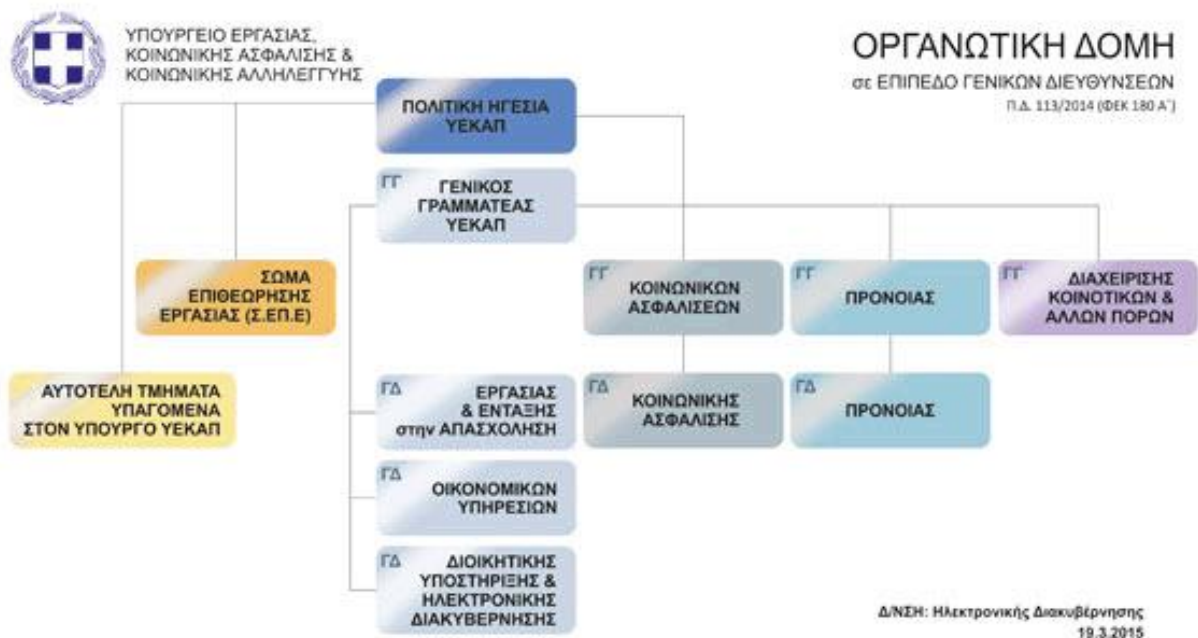 ΥΠΟΥΡΓΕΙΟ ΕΡΓΑΣΙΑΣ,
ΚΟΙΝΩΝΙΚΗΣ ΑΣΦΑΛΙΣΗΣ &
ΚΟΙΝΩΝΙΚΗΣ ΑΛΛΗΛΕΓΓΥΗΣ
ΟΡΓΑΝΩΤΙΚΗ ΔΟΜΗ
σε ΕΠΙΠΕΔΟ ΓΕΝΙΚΩΝ ΔΙΕΥΘΥΝΣΕΩΝ
Π.Δ. 113/2014 (ΦΕΚ 180 Α΄)
ΠΟΛΙΤΙΚΗ ΗΓΕΣΙΑ
ΥΕΚΑΠ
ΓΓ
ΓΕΝΙΚΟΣ
ΓΡΑΜΜΑΤΕΑΣ
ΥΕΚΑΠ
ΣΩΜΑ
ΕΠΙΘΕΩΡΗΣΗΣ
ΕΡΓΑΣΙΑΣ (Σ.ΕΠ.Ε)
ΓΓ
ΚΟΙΝΩΝΙΚΩΝ
ΑΣΦΑΛΙΣΕΩΝ
ΓΓ
ΠΡΟΝΟΙΑΣ
ΓΓ
ΔΙΑΧΕΙΡΙΣΗΣ
ΚΟΙΝΟΤΙΚΩΝ &
ΑΛΛΩΝ ΠΟΡΩΝ
ΑΥΤΟΤΕΛΗ ΤΜΗΜΑΤΑ
ΥΠΑΓΟΜΕΝΑ
ΣΤΟΝ ΥΠΟΥΡΓΟ ΥΕΚΑΠ
ΓΔ
ΕΡΓΑΣΙΑΣ
& ΕΝΤΑΞΗΣ
στην ΑΠΑΣΧΟΛΗΣΗ
ΓΔ
ΚΟΙΝΩΝΙΚΗΣ
ΑΣΦΑΛΙΣΗΣ
ΓΔ
ΠΡΟΝΟΙΑΣ
ΓΔ
ΟΙΚΟΝΟΜΙΚΩΝ
ΥΠΗΡΕΣΙΩΝ
ΓΔ
ΔΙΟΙΚΗΤΙΚΗΣ
ΥΠΟΣΤΗΡΙΞΗΣ &
ΗΛΕΚΤΡΟΝΙΚΗΣ
ΔΙΑΚΥΒΕΡΝΗΣΗΣ
Δ/ΝΣΗ: Ηλεκτρονικής Διακυβέρνησης
19.3.2015